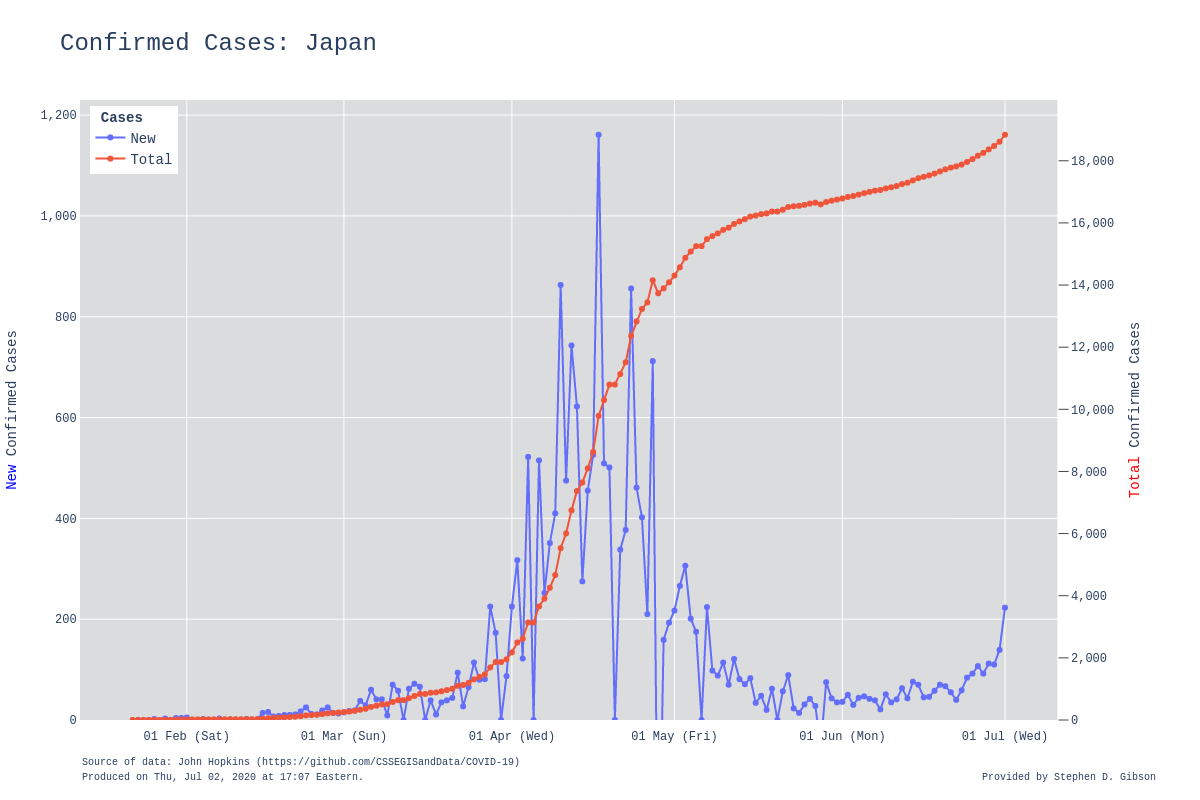 Confirmed Cases: Japan
Cases
New
Total
1,200
1,000
800
600
400
200
0
18,000
16,000
14,000
12,000
10,000
8,000
6,000
4,000
2,000
0
New Confirmed Cases
Total Confirmed Cases
01 Feb (Sat)
01 Mar (Sun)
01 Apr (Wed)
01 May (Fri)
01 Jun (Mon)
01 Jul (Wed)
Source of data: John Hopkins (https://github.com/CSSEGISandData/COVID-19)
Produced on Thu, Jul 02, 2020 at 17:07 Eastern.
Provided by Stephen D. Gibson